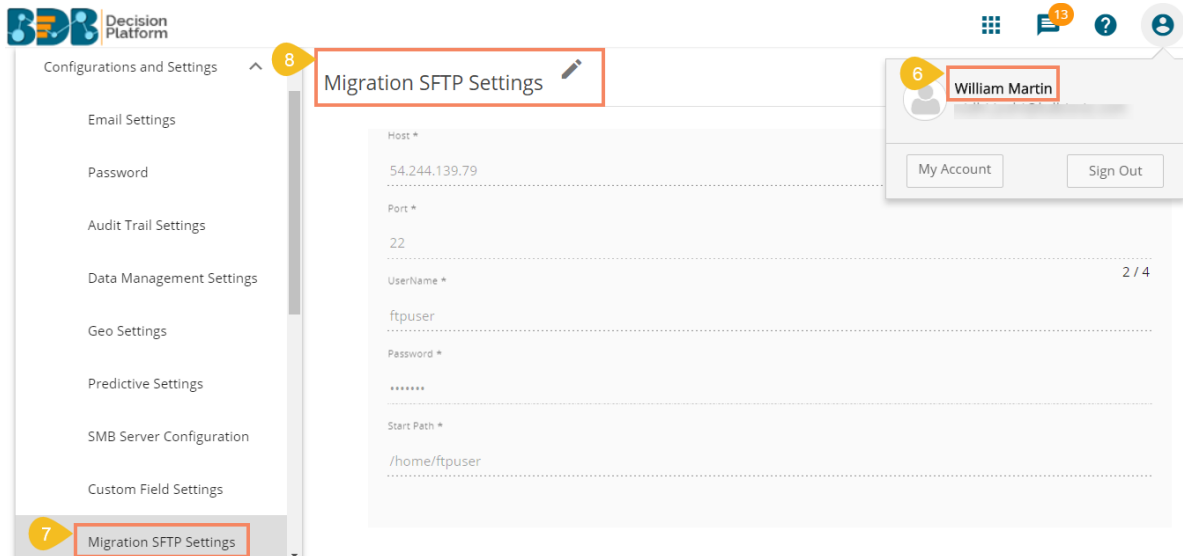 BDB Decision
Platform
13
Configurations and Settings
Email Settings
Password
Audit Trail Settings
Data Management Settings
Geo Settings
Predictive Settings
SMB Server Configuration
Custom Field Settings
7
Migration SFTP Settings
8
Migration SFTP Settings
Host *
54.244.139.79
Port *
22
2 / 4
UserName *
ftpuser
Password *
•••••••
Start Path *
/home/ftpuser
6
William Martin
My Account
Sign Out